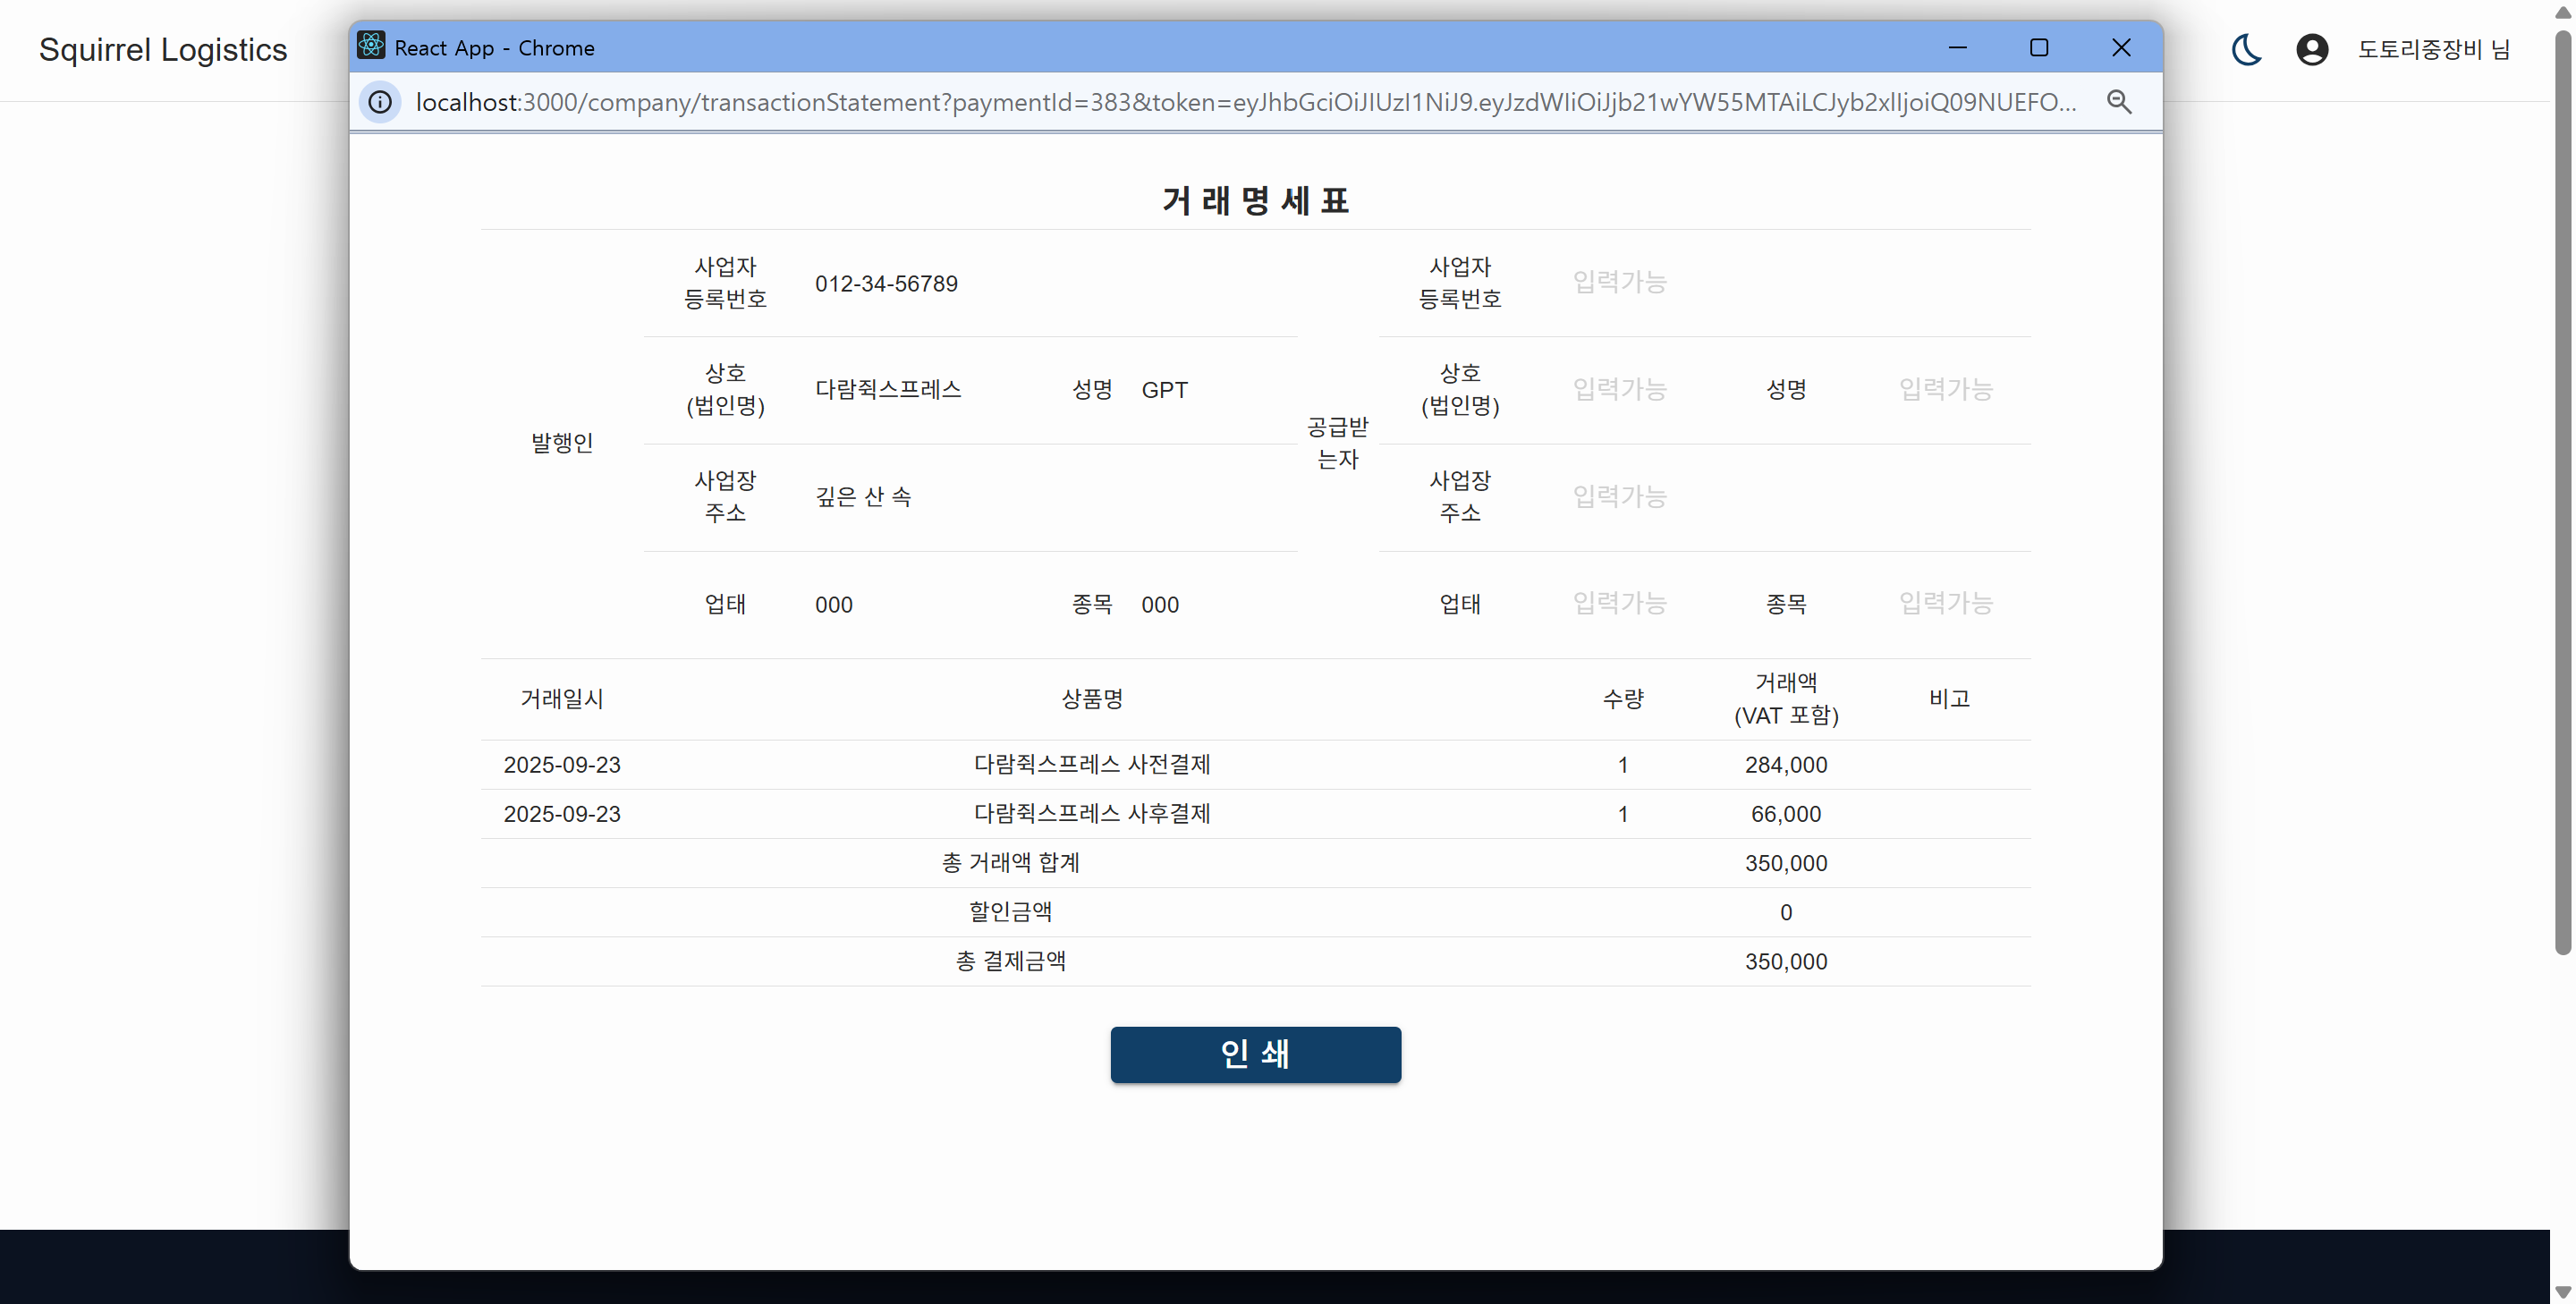 Squirrel Logistics
도토리중장비 님
React App - Chrome
localhost:3000/company/transactionStatement?paymentId=383&token=eyJhbGciOiJIUzI1NiJ9.eyJzdWIiOiJjb21wYW55MTAiLCJyb2xlIjoiQ09NUEFO...
거 래 명 세 표
발행인
사업자
등록번호
012-34-56789
상호
(법인명)
다람쥑스프레스
성명
GPT
사업장
주소
깊은 산 속
업태
000
종목
000
공급받
는자
사업자
등록번호
입력가능
상호
(법인명)
입력가능
성명
입력가능
사업장
주소
입력가능
업태
입력가능
종목
입력가능
거래일시 상품명 수량 거래액
(VAT 포함) 비고
2025-09-23 다람쥑스프레스 사전결제 1 284,000
2025-09-23 다람쥑스프레스 사후결제 1 66,000
총 거래액 합계 350,000
할인금액 0
총 결제금액 350,000
인 쇄